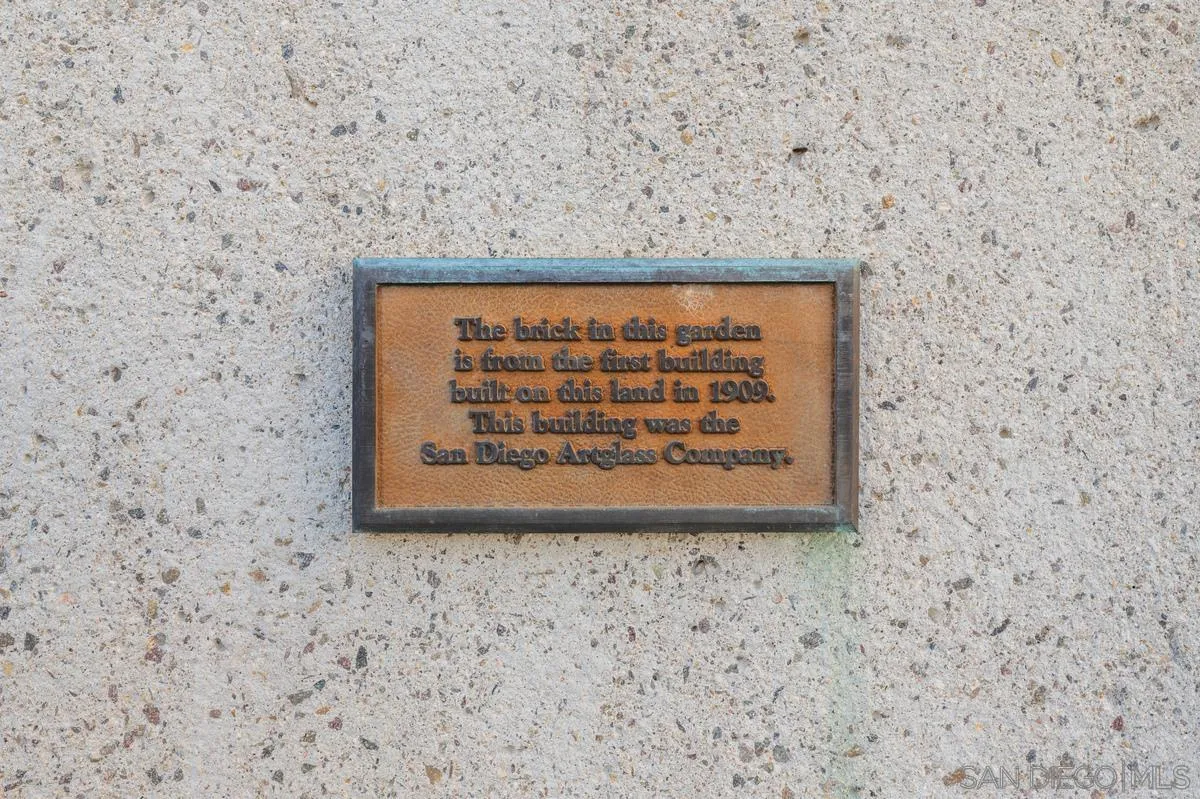 The brick in this garden
is from the first building
built on this land in 1909.
This building was the
San Diego Artglass Company.
SAN DIEGO MLS